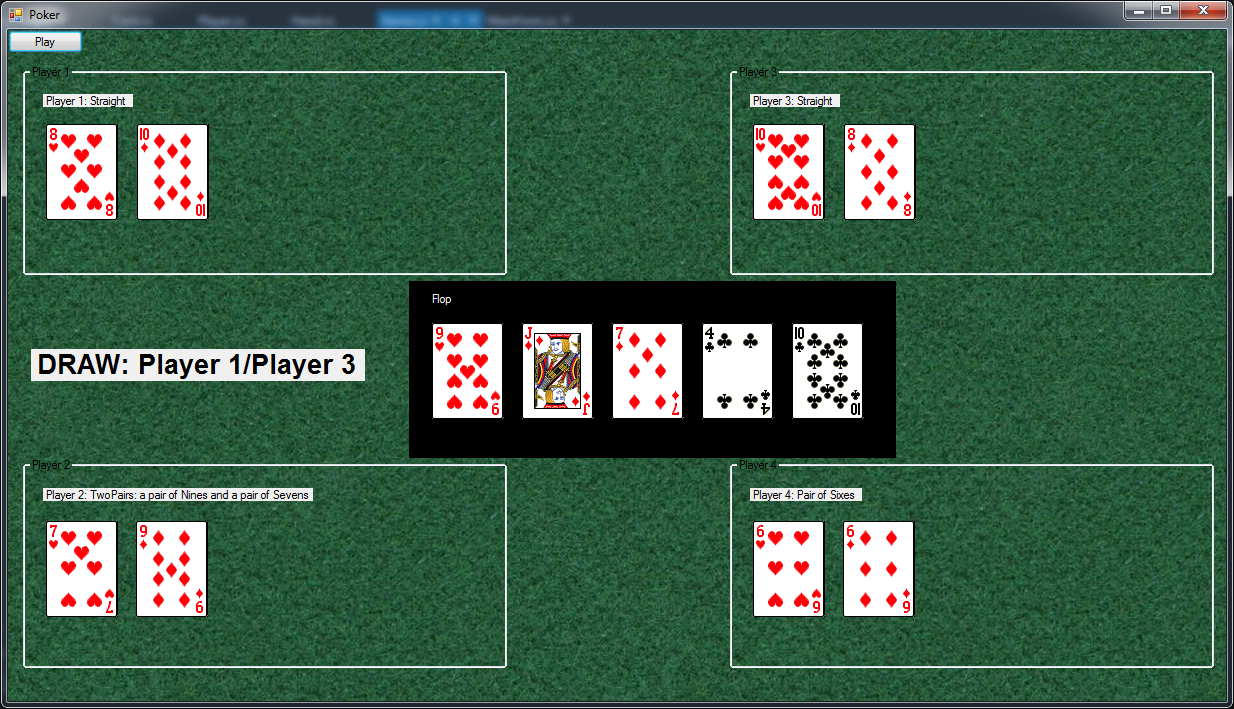 Poker
Play
Player 1
Player 1: Straight
8 10
8 10
Player 3
Player 3: Straight
10 8
10 8
Flop
9 J 7 4 10
9 J 7 4 10
DRAW: Player 1/Player 3
Player 2
Player 2: TwoPairs: a pair of Nines and a pair of Sevens
7 9
7 9
Player 4
Player 4: Pair of Sixes
6 6
6 6